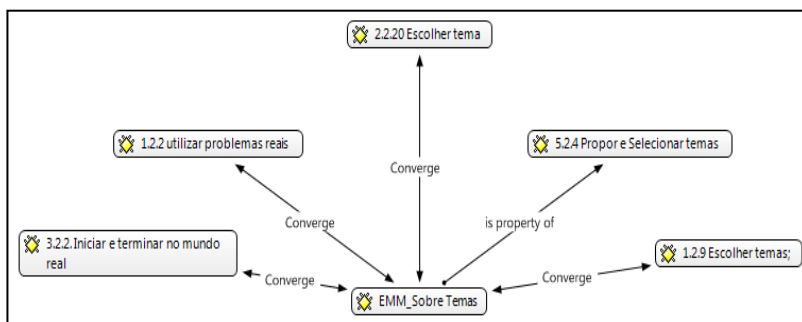 2.2.20 Escolher tema
1.2.2 utilizar problemas reais
5.2.4 Propor e Selecionar temas
Converge
Converge
is property of
3.2.2. Iniciar e terminar no mundo
real
1.2.9 Escolher temas;
Converge
Converge
EMM_Sobre Temas